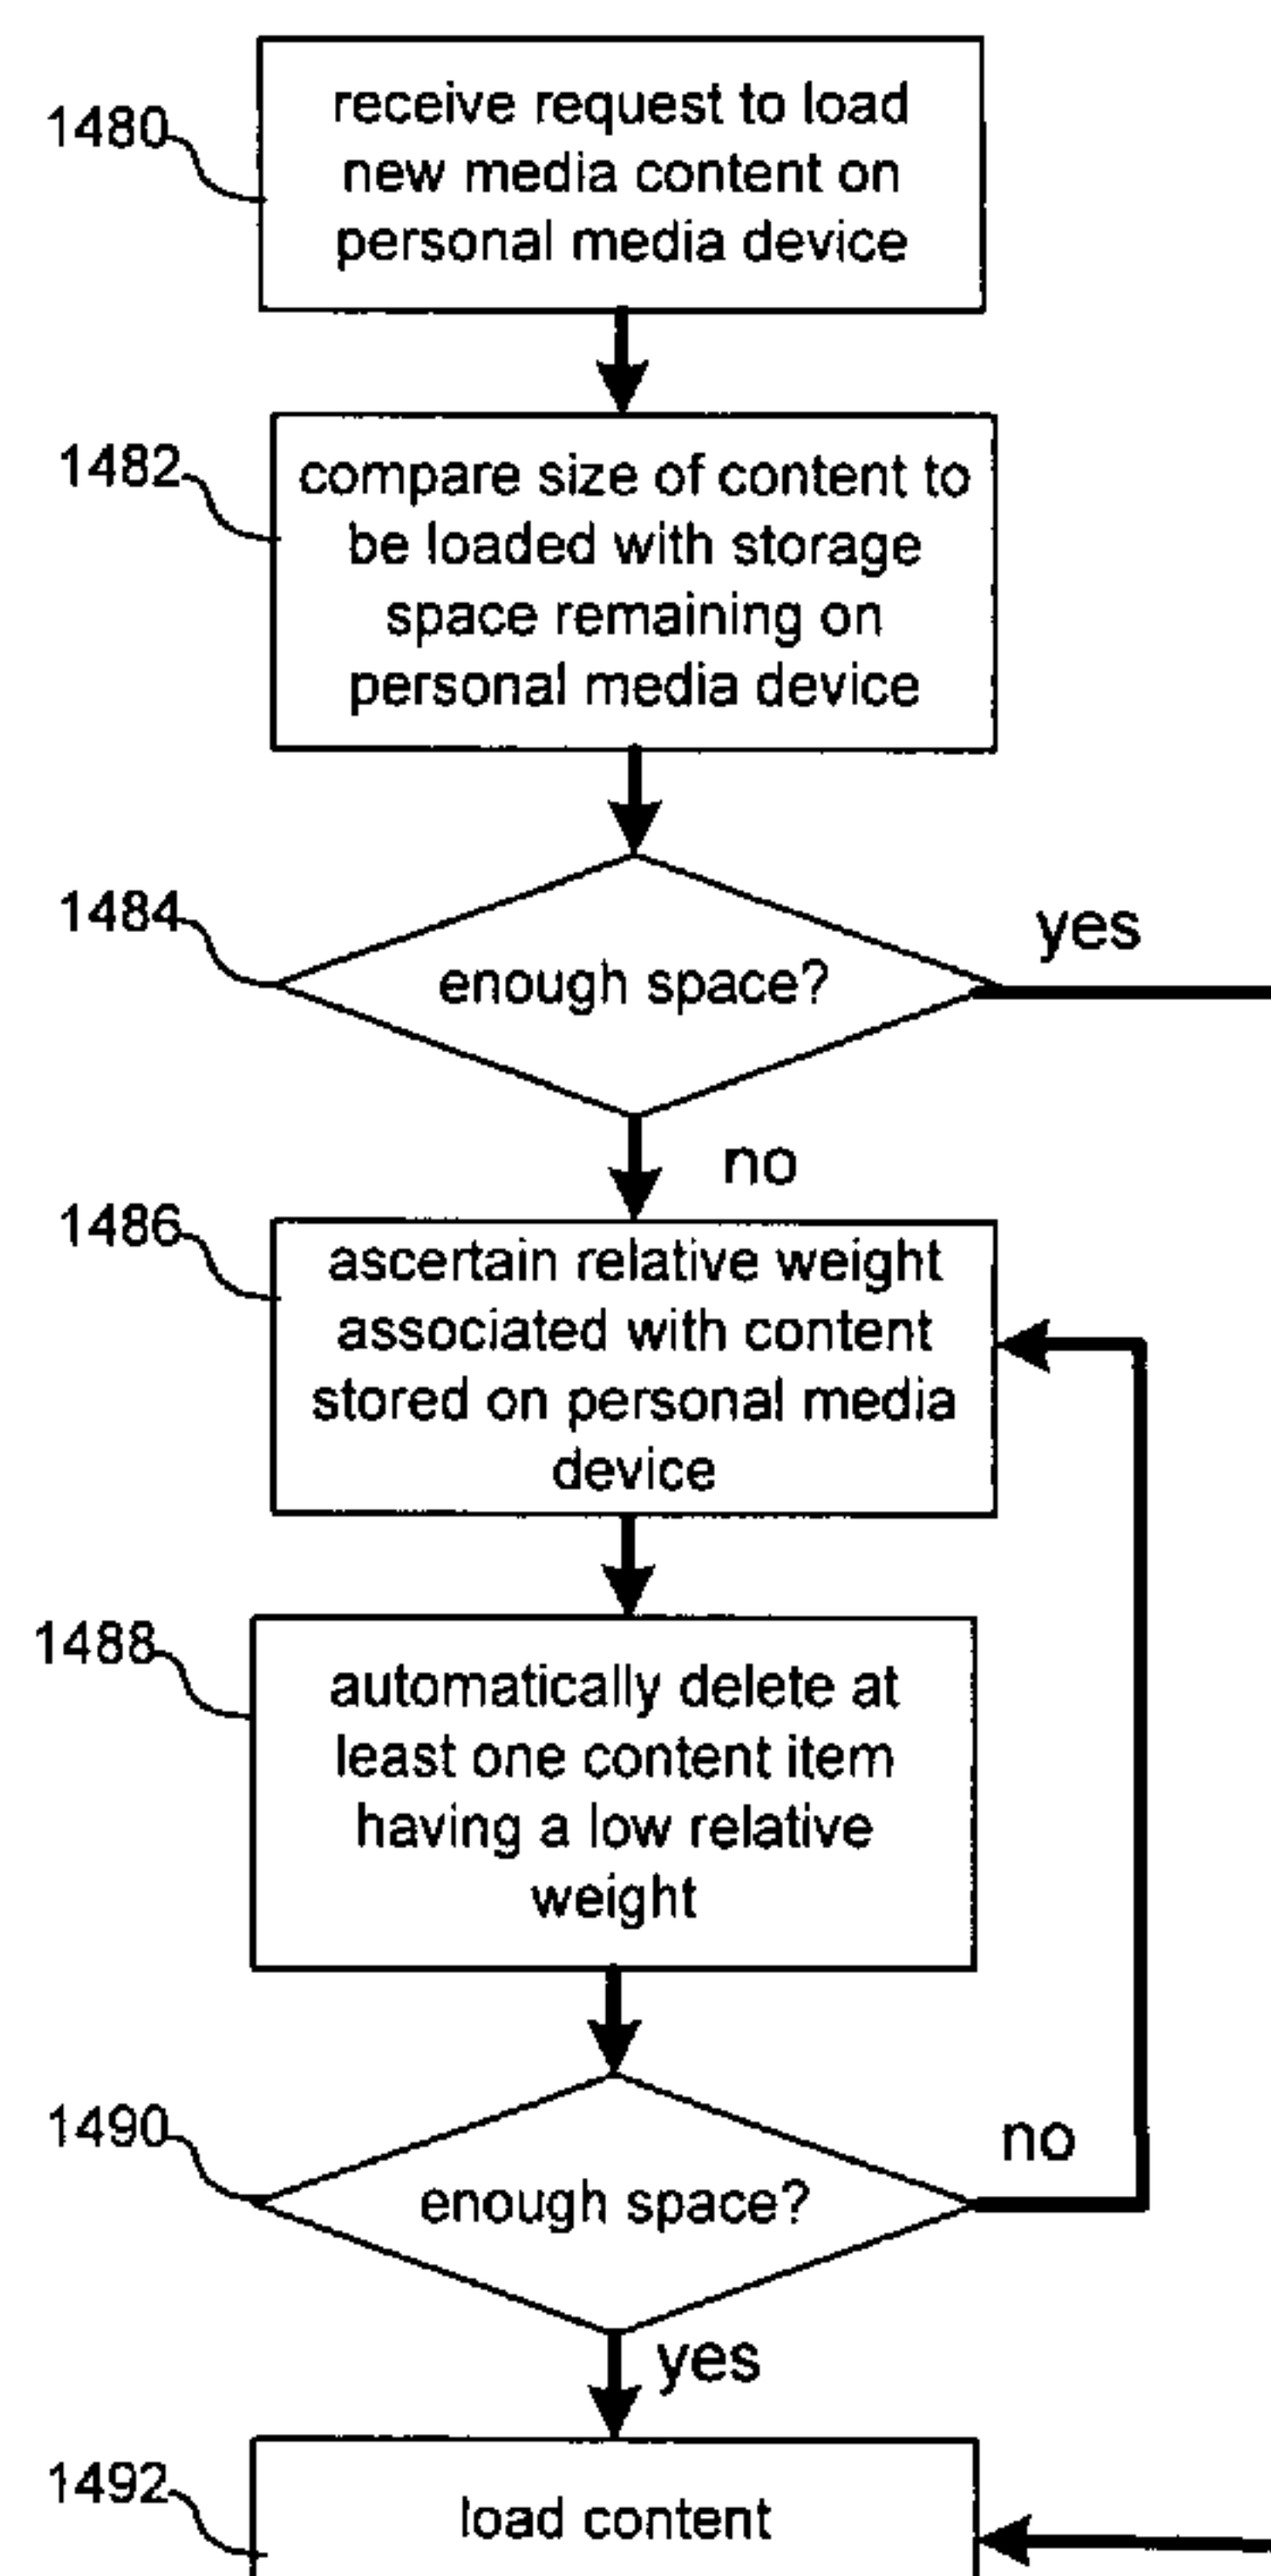 1480
receive request to load
new media content on
personal media device
1482
compare size of content to
be loaded with storage
space remaining on
personal media device
1484
enough space?
yes
no
1486
ascertain relative weight
associated with content
stored on personal media
device
1488
automatically delete at
least one content item
having a low relative
weight
1490
enough space?
no
yes
1492
load content